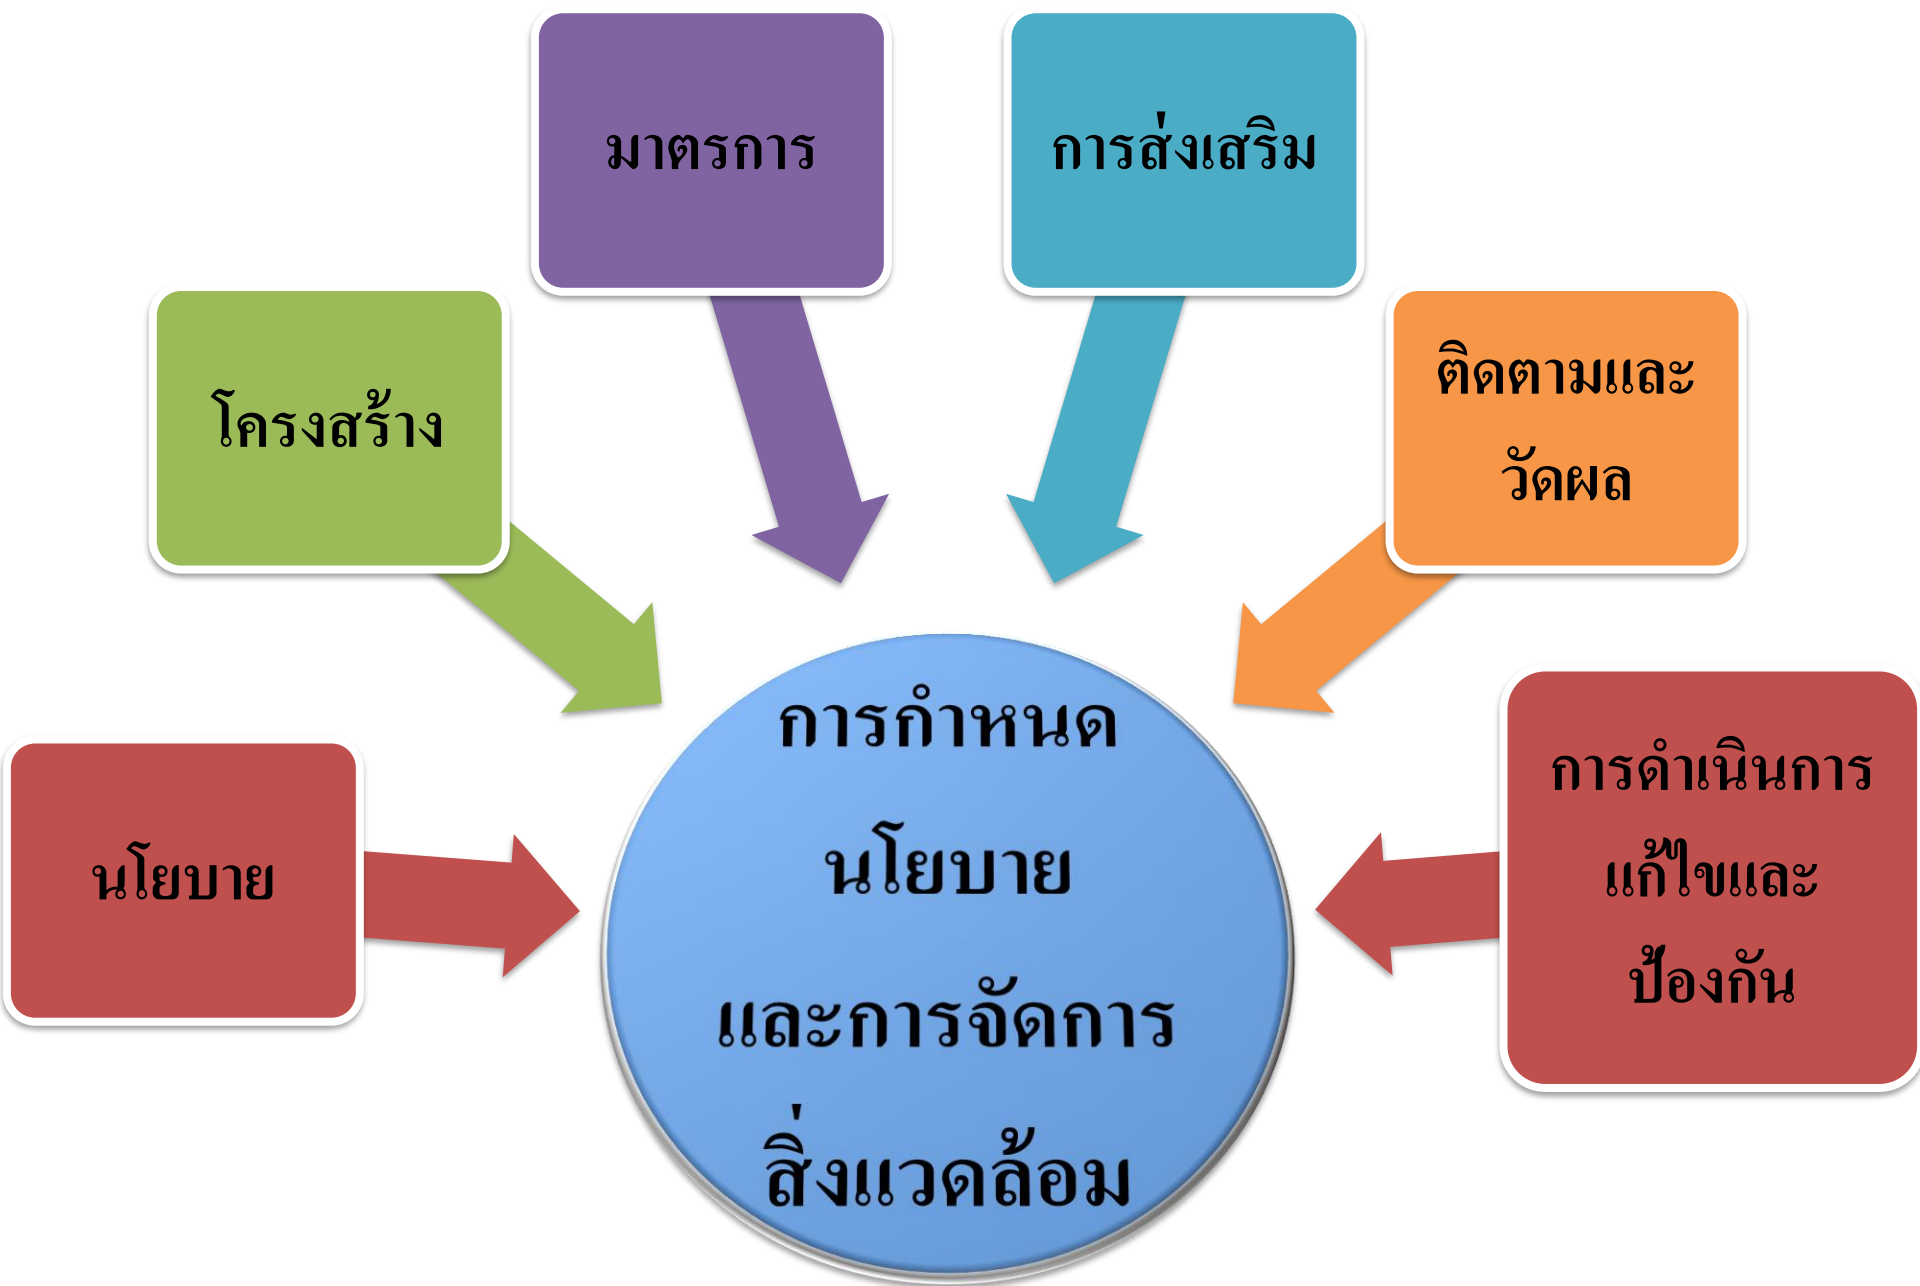 มาตรการ
การส่งเสริม
โครงสร้าง
ติดตามและ
วัดผล
นโยบาย
การกำหนด
นโยบาย
และการจัดการ
สิ่งแวดล้อม
การดำเนินการ
แก้ไขและ
ป้องกัน